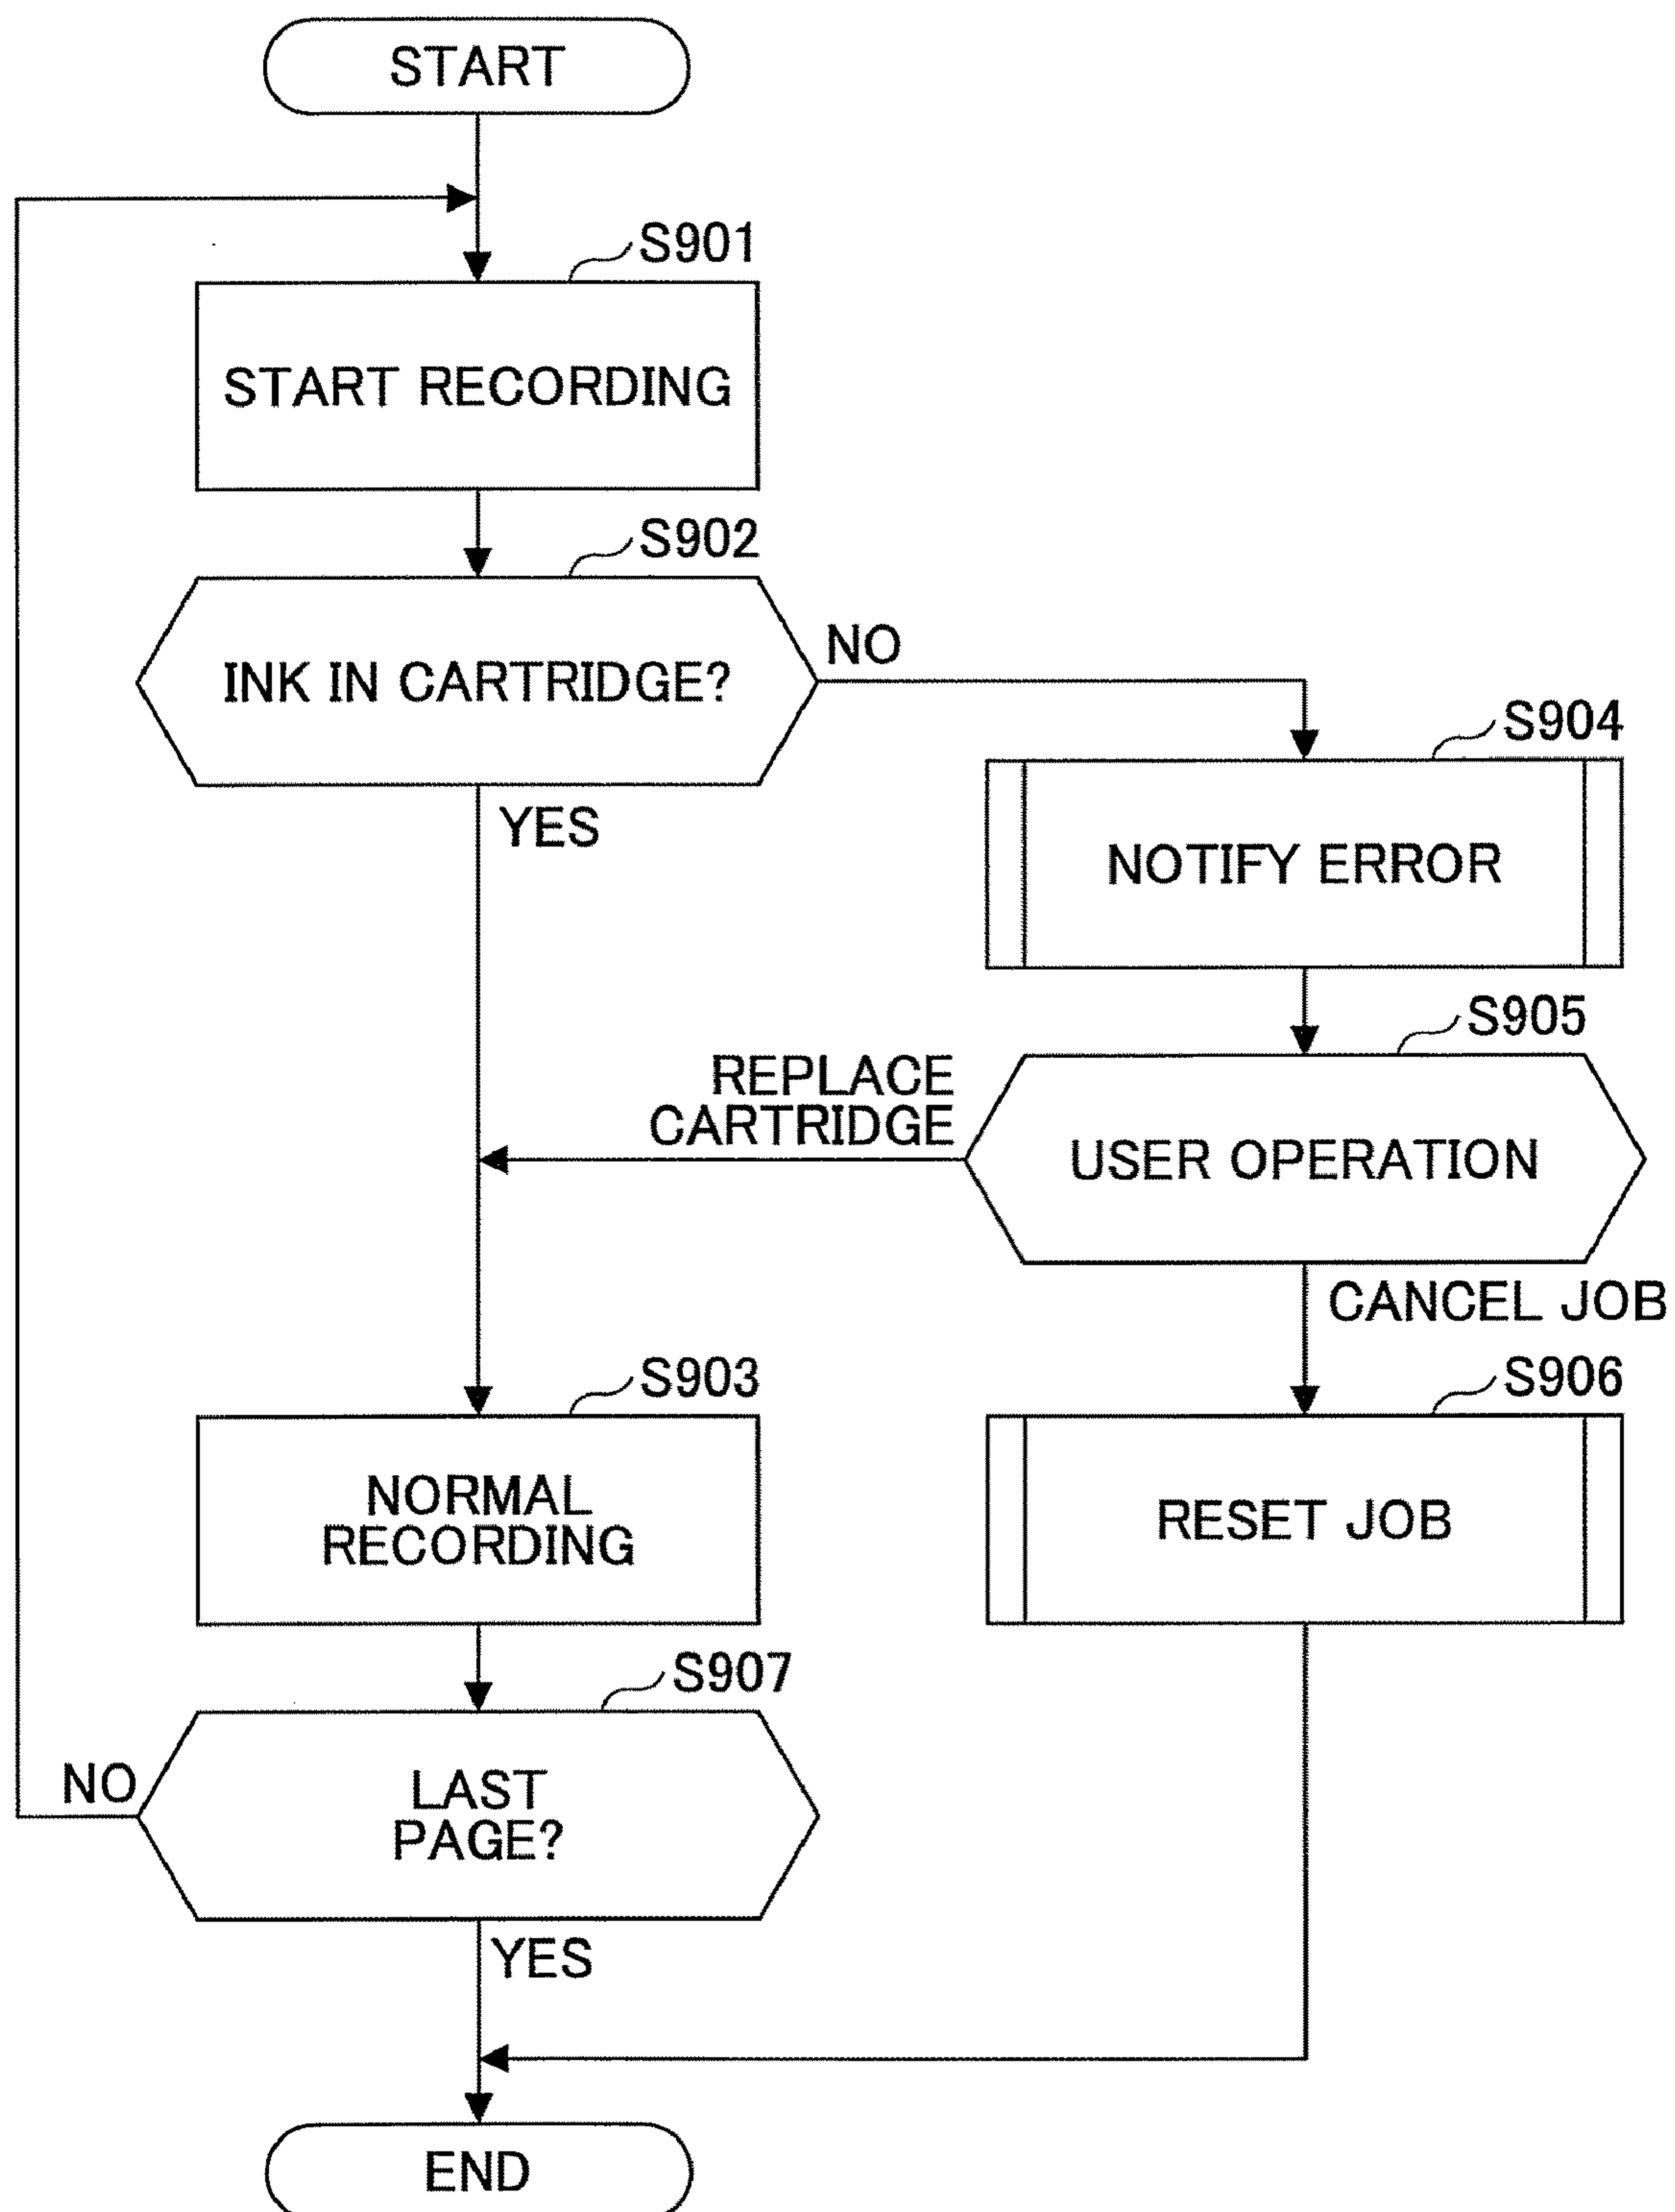 START
S901
START RECORDING
S902
INK IN CARTRIDGE?
NO
YES
S904
NOTIFY ERROR
S905
USER OPERATION
REPLACE
CARTRIDGE
CANCEL JOB
S903
NORMAL
RECORDING
S906
RESET JOB
S907
LAST
PAGE?
NO
YES
END